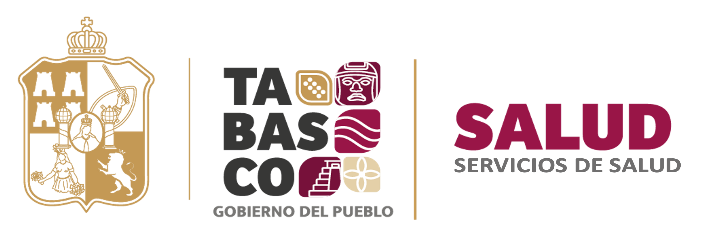 TA
BAS
CO
GOBIERNO DEL PUEBLO
SALUD
SERVICIOS DE SALUD